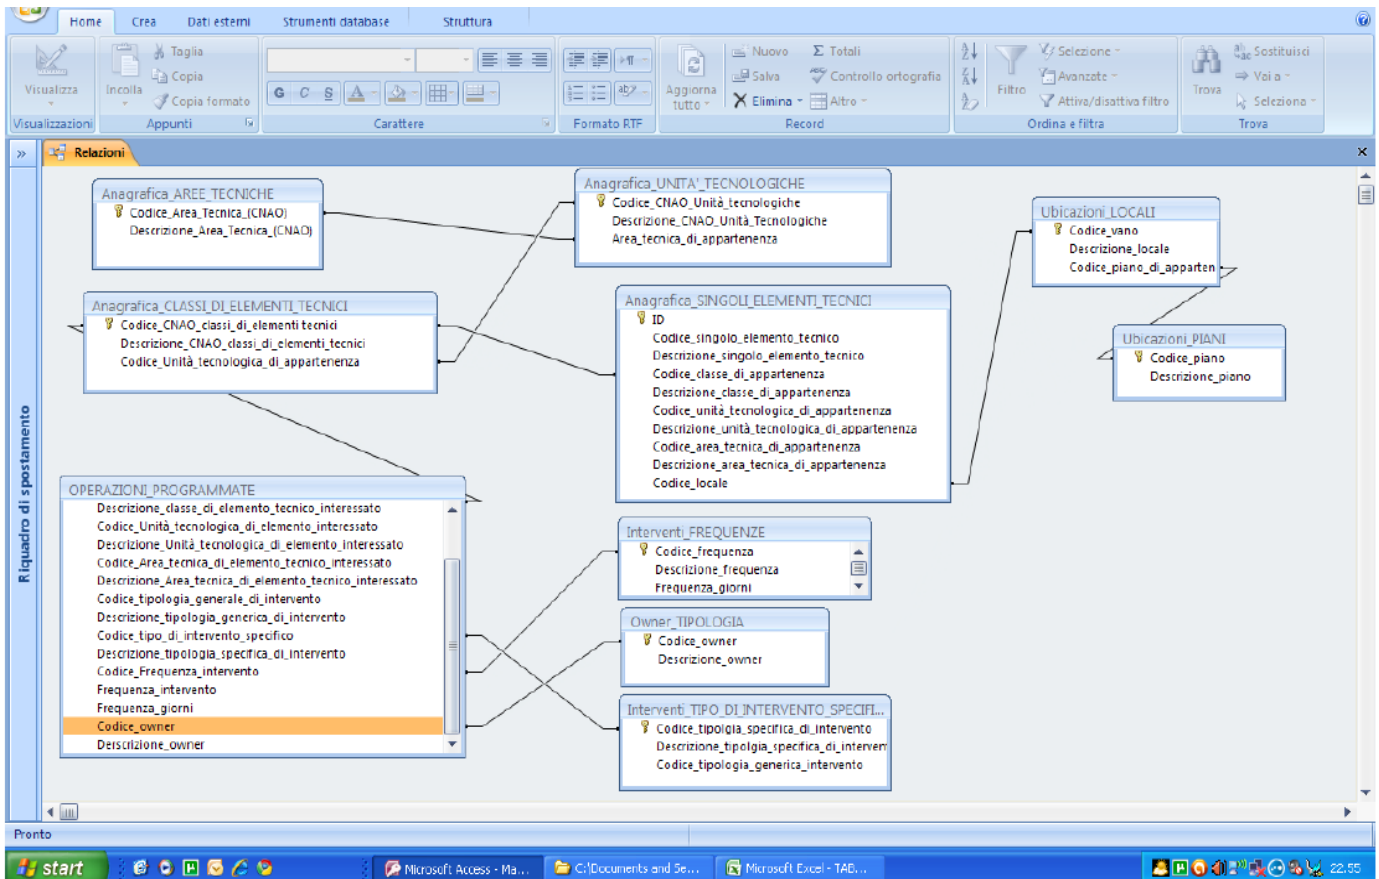 Home Crea Dati esterni Strumenti database Struttura
Visualizza
Visualizzazioni
Incolla
Taglia
Copia
Copia formato
Appunti
G C S A
Carattere
Formato RTF
Aggiorna
tutto
Nuovo
Salva
Elimina
Σ Totali
Controllo ortografia
Altro
Record
Filtro
Selezione
Avanzate
Attiva/disattiva filtro
Ordina e filtra
Trova
Sostituisci
Vai a
Seleziona
Trova
»
Relazioni
Riquadro di spostamento
Anagrafica_AREE_TECNICHE
Codice_Area_Tecnica_(CNAO)
Descrizione_Area_Tecnica_(CNAO)
Anagrafica_UNITA'_TECNOLOGICHE
Codice_CNAO_Unità_tecnologiche
Descrizione_CNAO_Unità_Tecnologiche
Area_tecnica_di_appartenenza
Ubicazioni_LOCALI
Codice_vano
Descrizione_locale
Codice_piano_di_apparten
Anagrafica_CLASSI_DI_ELEMENTI_TECNICI
Codice_CNAO_classi_di_elementi tecnici
Descrizione_CNAO_classi_di_elementi_tecnici
Codice_Unità_tecnologica_di_appartenenza
Anagrafica_SINGOLI_ELEMENTI_TECNICI
ID
Codice_singolo_elemento_tecnico
Descrizione_singolo_elemento_tecnico
Codice_classe_di_appartenenza
Descrizione_classe_di_appartenenza
Codice_unità_tecnologica_di_appartenenza
Descrizione_unità_tecnologica_di_appartenenza
Codice_area_tecnica_di_appartenenza
Descrizione_area_tecnica_di_appartenenza
Codice_locale
Ubicazioni_PIANI
Codice_piano
Descrizione_piano
OPERAZIONI_PROGRAMMATE
Descrizione_classe_di_elemento_tecnico_interessato
Codice_Unità_tecnologica_di_elemento_interessato
Descrizione_Unità_tecnologica_di_elemento_interessato
Codice_Area_tecnica_di_elemento_tecnico_interessato
Descrizione_Area_tecnica_di_elemento_tecnico_interessato
Codice_tipologia_generale_di_intervento
Descrizione_tipologia_generica_di_intervento
Codice_tipo_di_intervento_specifico
Descrizione_tipologia_specifica_di_intervento
Codice_Frequenza_intervento
Frequenza_intervento
Frequenza_giorni
Codice_owner
Derscrizione_owner
Interventi_FREQUENZE
Codice_frequenza
Descrizione_frequenza
Frequenza_giorni
Owner_TIPOLOGIA
Codice_owner
Descrizione_owner
Interventi_TIPO_DI_INTERVENTO_SPECIFI...
Codice_tipolgia_specifica_di_intervento
Descrizione_tipolgia_specifica_di_interven
Codice_tipologia_generica_intervento
Pronto
start
Microsoft Access - Ma...
C:\Documents and Se...
Microsoft Excel - TAB...
22.55